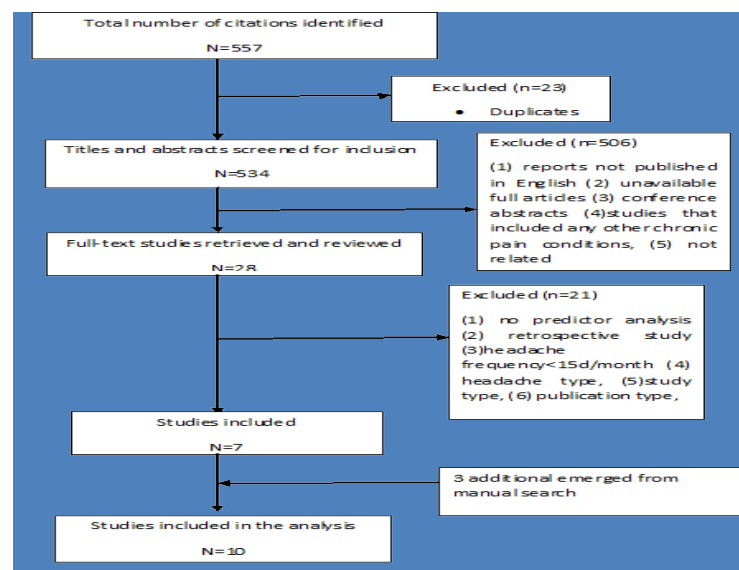 Total number of citations identified
N=557
Excluded (n=23)
• Duplicates
Titles and abstracts screened for inclusion
N=534
Excluded (n=506)
(1) reports not published
in English (2) unavailable
full articles (3) conference
abstracts (4)studies that
included any other chronic
pain conditions, (5) not
related
Full-text studies retrieved and reviewed
N=28
Excluded (n=21)
(1) no predictor analysis
(2) retrospective study
(3)headache
frequency<15d/month (4)
headache type, (5)study
type, (6) publication type,
Studies included
N=7
3 additional emerged from
manual search
Studies included in the analysis
N=10